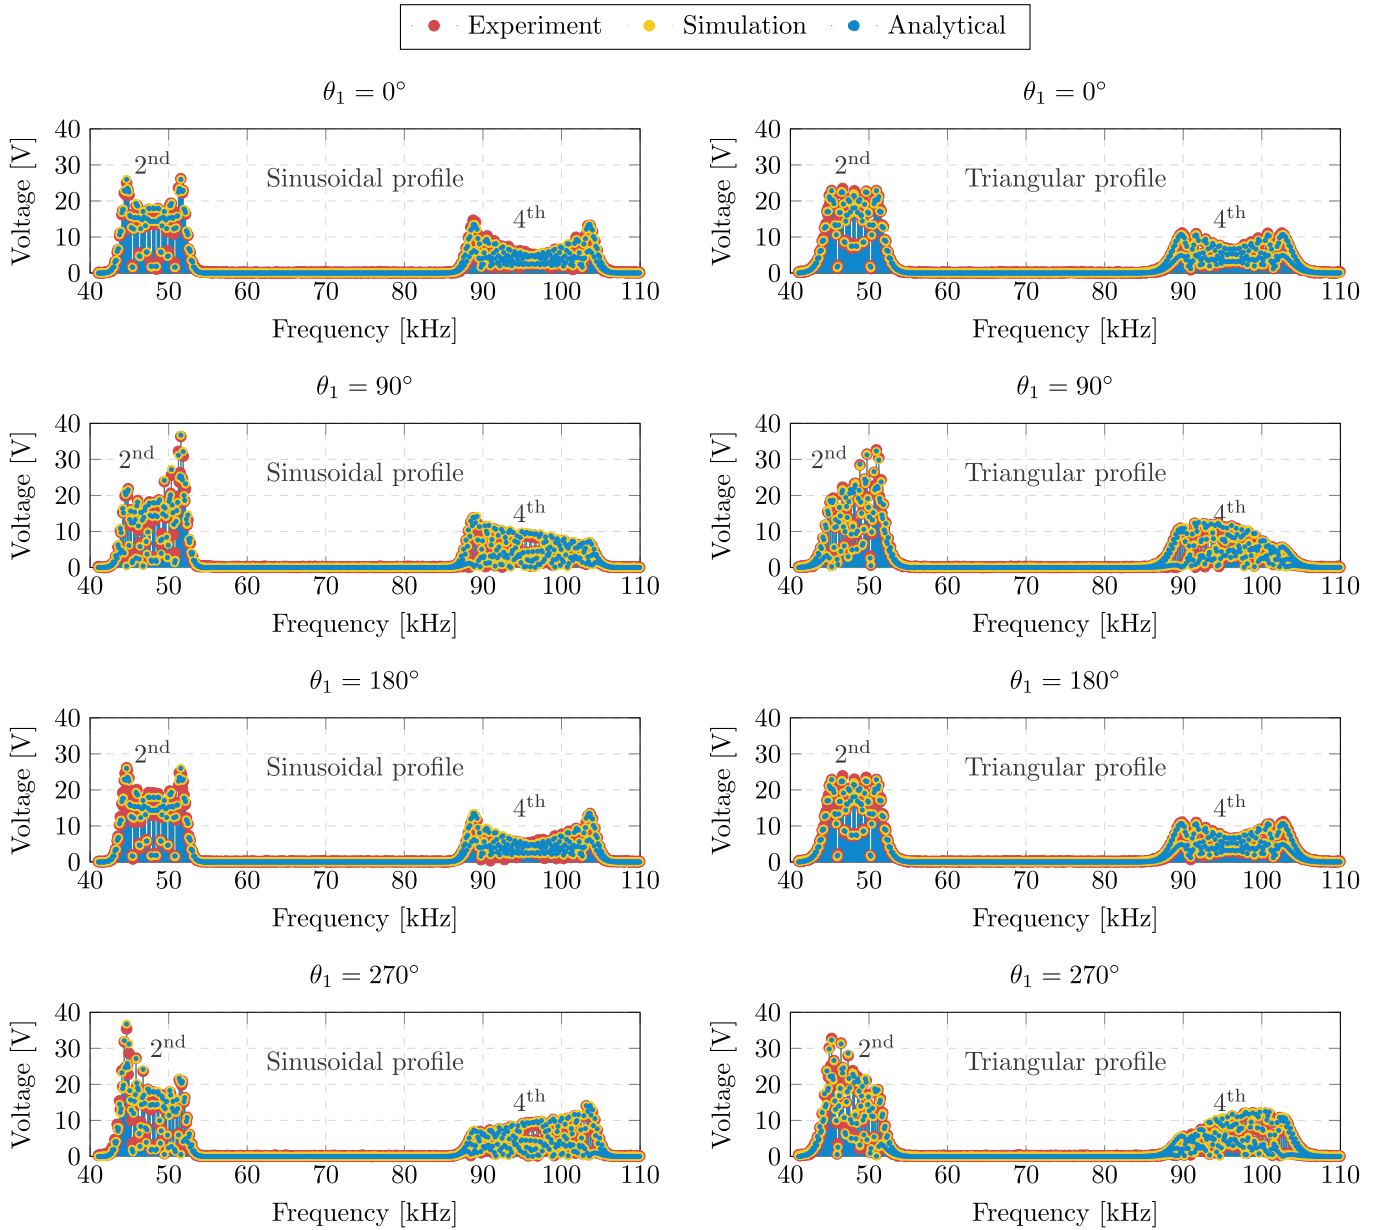 Experiment Simulation Analytical
θ₁ = 0°
40
30
20
10
0
Voltage [V]
2nd
Sinusoidal profile
4th
40 50 60 70 80 90 100 110
Frequency [kHz]
θ₁ = 0°
40
30
20
10
0
Voltage [V]
2nd
Triangular profile
4th
40 50 60 70 80 90 100 110
Frequency [kHz]
θ₁ = 90°
40
30
20
10
0
Voltage [V]
2nd
Sinusoidal profile
4th
40 50 60 70 80 90 100 110
Frequency [kHz]
θ₁ = 90°
40
30
20
10
0
Voltage [V]
2nd
Triangular profile
4th
40 50 60 70 80 90 100 110
Frequency [kHz]
θ₁ = 180°
40
30
20
10
0
Voltage [V]
2nd
Sinusoidal profile
4th
40 50 60 70 80 90 100 110
Frequency [kHz]
θ₁ = 180°
40
30
20
10
0
Voltage [V]
2nd
Triangular profile
4th
40 50 60 70 80 90 100 110
Frequency [kHz]
θ₁ = 270°
40
30
20
10
0
Voltage [V]
2nd
Sinusoidal profile
4th
40 50 60 70 80 90 100 110
Frequency [kHz]
θ₁ = 270°
40
30
20
10
0
Voltage [V]
2nd
Triangular profile
4th
40 50 60 70 80 90 100 110
Frequency [kHz]